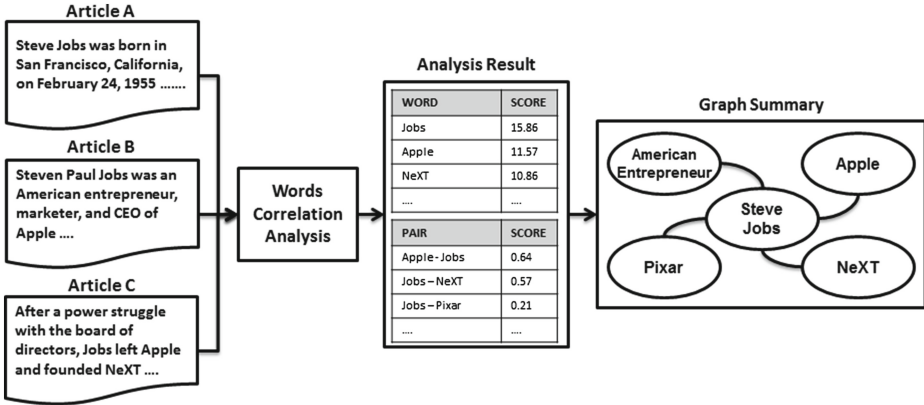 Article A
Steve Jobs was born in
San Francisco, California,
on February 24, 1955 .......
Article B
Steven Paul Jobs was an
American entrepreneur,
marketer, and CEO of
Apple ....
Article C
After a power struggle
with the board of
directors, Jobs left Apple
and founded NeXT ....
Words
Correlation
Analysis
Analysis Result
WORD SCORE
Jobs 15.86
Apple 11.57
NeXT 10.86
.... ....
PAIR SCORE
Apple-Jobs 0.64
Jobs – NeXT 0.57
Jobs – Pixar 0.21
.... ....
Graph Summary
American
Entrepreneur
Apple
Steve
Jobs
Pixar
NeXT